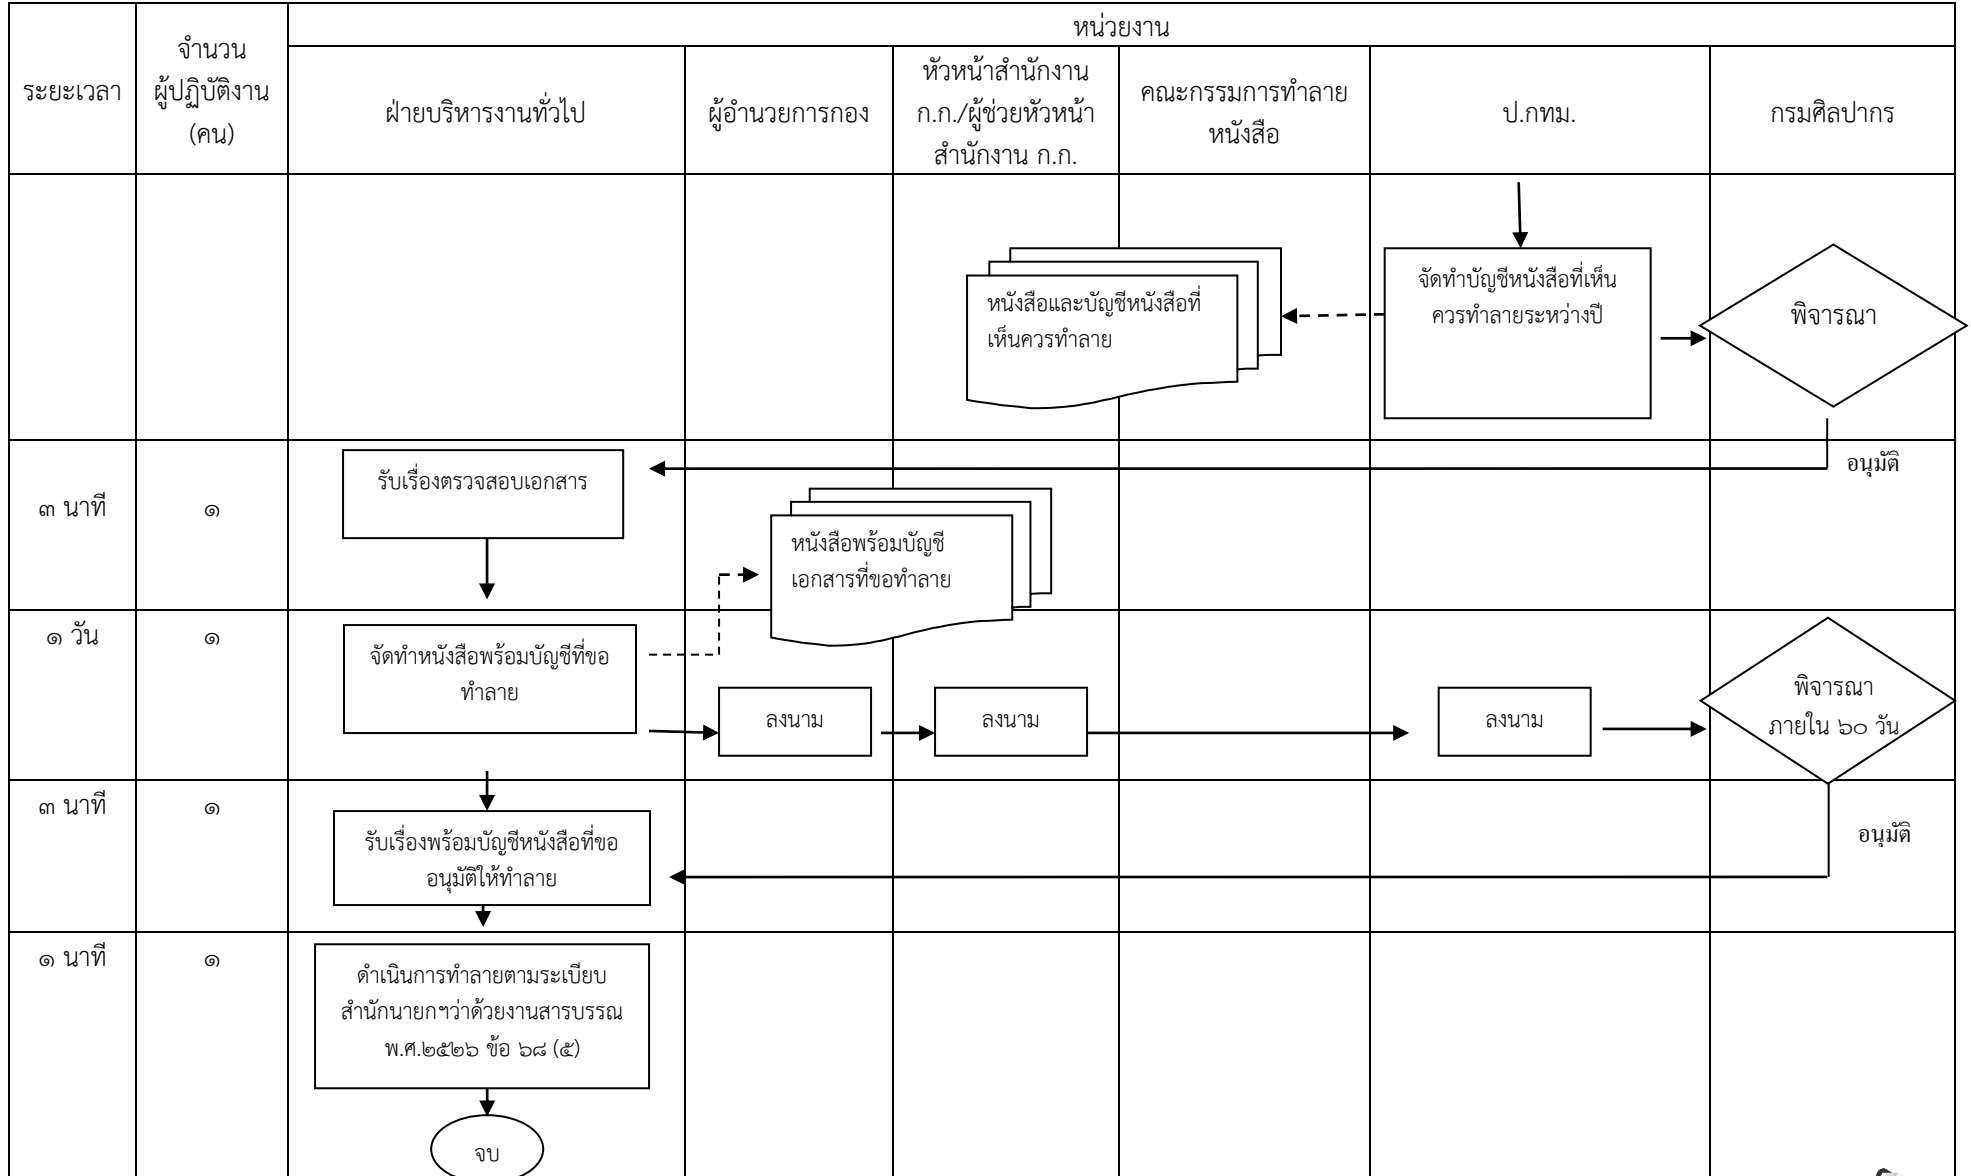 หน่วยงาน
ระยะเวลา
จำนวน
ผู้ปฏิบัติงาน
(คน)
ฝ่ายบริหารงานทั่วไป
ผู้อำนวยการกอง
หัวหน้าสำนักงาน
ก.ก./ผู้ช่วยหัวหน้า
สำนักงาน ก.ก.
คณะกรรมการทำลาย
หนังสือ
ป.กทม.
กรมศิลปากร
หนังสือและบัญชีหนังสือที่
เห็นควรทำลาย
จัดทำบัญชีหนังสือที่เห็น
ควรทำลายระหว่างปี
พิจารณา
อนุมัติ
๓ นาที
๑
รับเรื่องตรวจสอบเอกสาร
หนังสือพร้อมบัญชี
เอกสารที่ขอทำลาย
๑ วัน
๑
จัดทำหนังสือพร้อมบัญชีที่ขอ
ทำลาย
ลงนาม
ลงนาม
ลงนาม
พิจารณา
ภายใน ๖๐ วัน
๓ นาที
๑
รับเรื่องพร้อมบัญชีหนังสือที่ขอ
อนุมัติให้ทำลาย
อนุมัติ
๑ นาที
๑
ดำเนินการทำลายตามระเบียบ
สำนักนายกฯว่าด้วยงานสารบรรณ
พ.ศ.๒๕๒๖ ข้อ ๖๘ (๕)
จบ